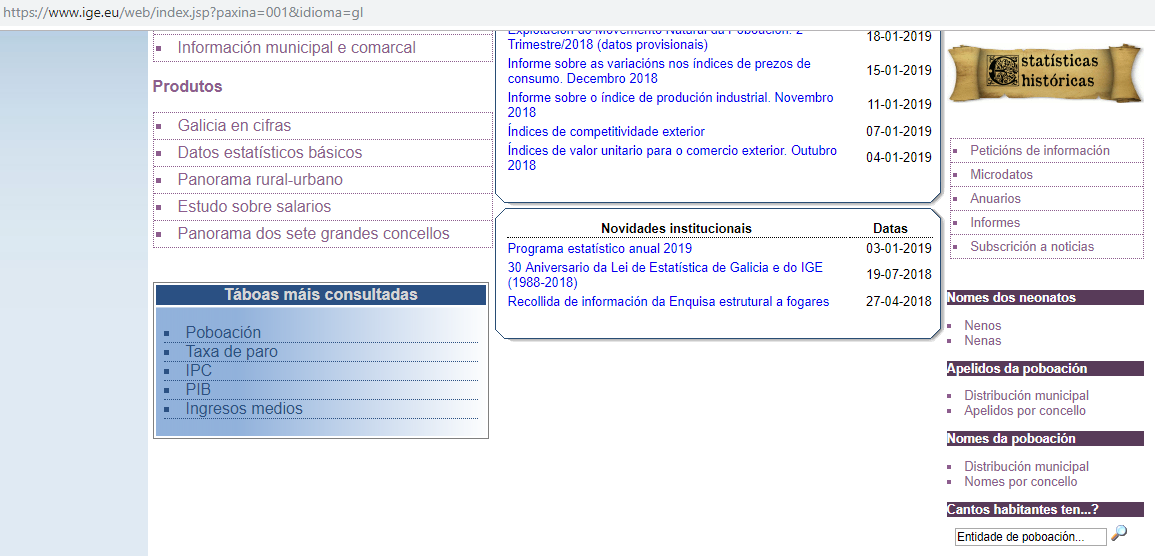 https://www.ige.eu/web/index.jsp?paxina=001&idioma=gl
Información municipal e comarcal
Produtos
Galicia en cifras
Datos estatísticos básicos
Panorama rural-urbano
Estudo sobre salarios
Panorama dos sete grandes concellos
Táboas máis consultadas
Poboación
Taxa de paro
IPC
PIB
Ingresos medios
Explotación do Movemento Natural da Poboación. 2º
Trimestre/2018 (datos provisionais)
18-01-2019
Informe sobre as variacións nos índices de prezos de
consumo. Decembro 2018
15-01-2019
Informe sobre o índice de produción industrial. Novembro
2018
11-01-2019
Índices de competitividade exterior
07-01-2019
Índices de valor unitario para o comercio exterior. Outubro
2018
04-01-2019
Novidades institucionais
Datas
Programa estatístico anual 2019
03-01-2019
30 Aniversario da Lei de Estatística de Galicia e do IGE
(1988-2018)
19-07-2018
Recollida de información da Enquisa estrutural a fogares
27-04-2018
Estatísticas
históricas
Peticións de información
Microdatos
Anuarios
Informes
Subscrición a noticias
Nomes dos neonatos
Nenos
Nenas
Apelidos da poboación
Distribución municipal
Apelidos por concello
Nomes da poboación
Distribución municipal
Nomes por concello
Cantos habitantes ten...?
Entidade de poboación...